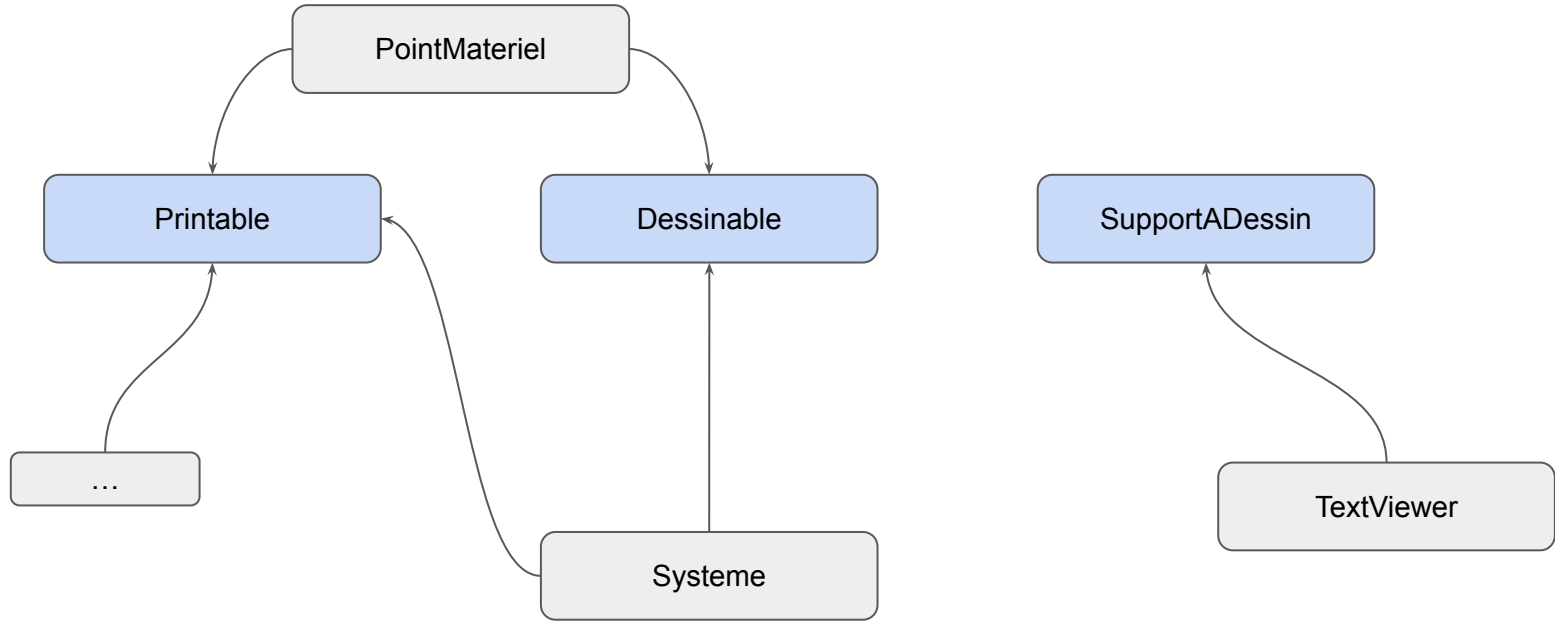 PointMateriel
Printable
Dessinable
SupportADessin
…
TextViewer
Systeme